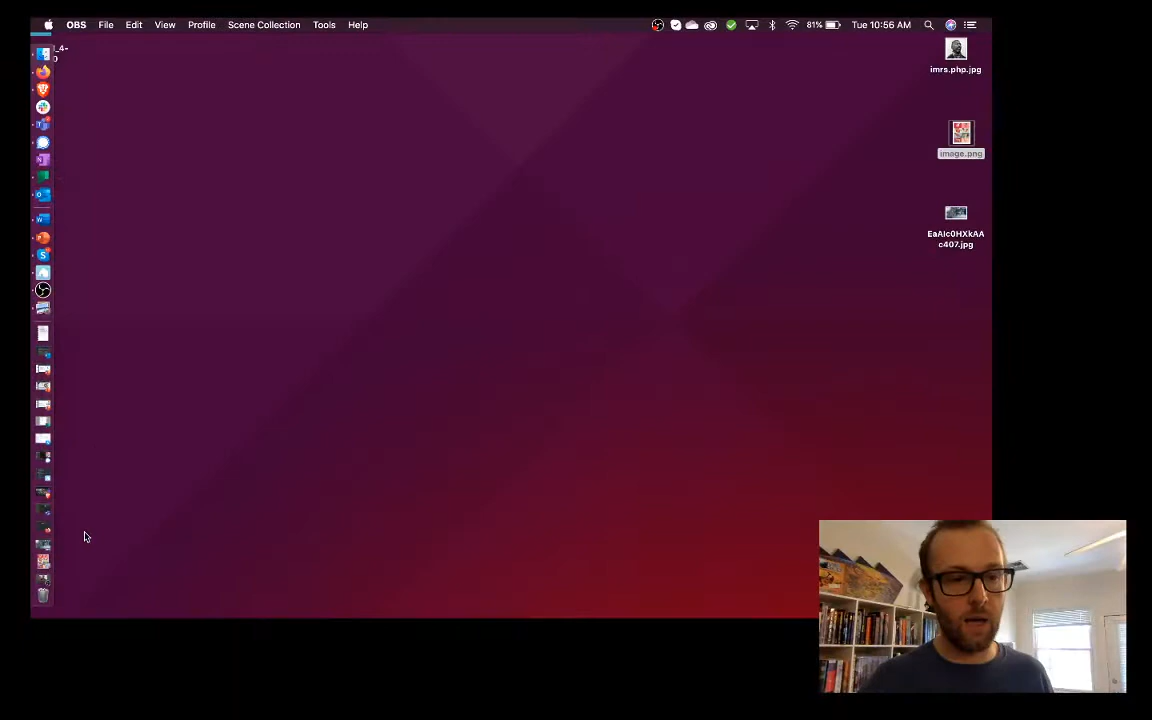 OBS File Edit View Profile Scene Collection Tools Help 81% Tue 10:56 AM
imrs.php.jpg
image.png
EaAIc0HXkAA
c407.jpg